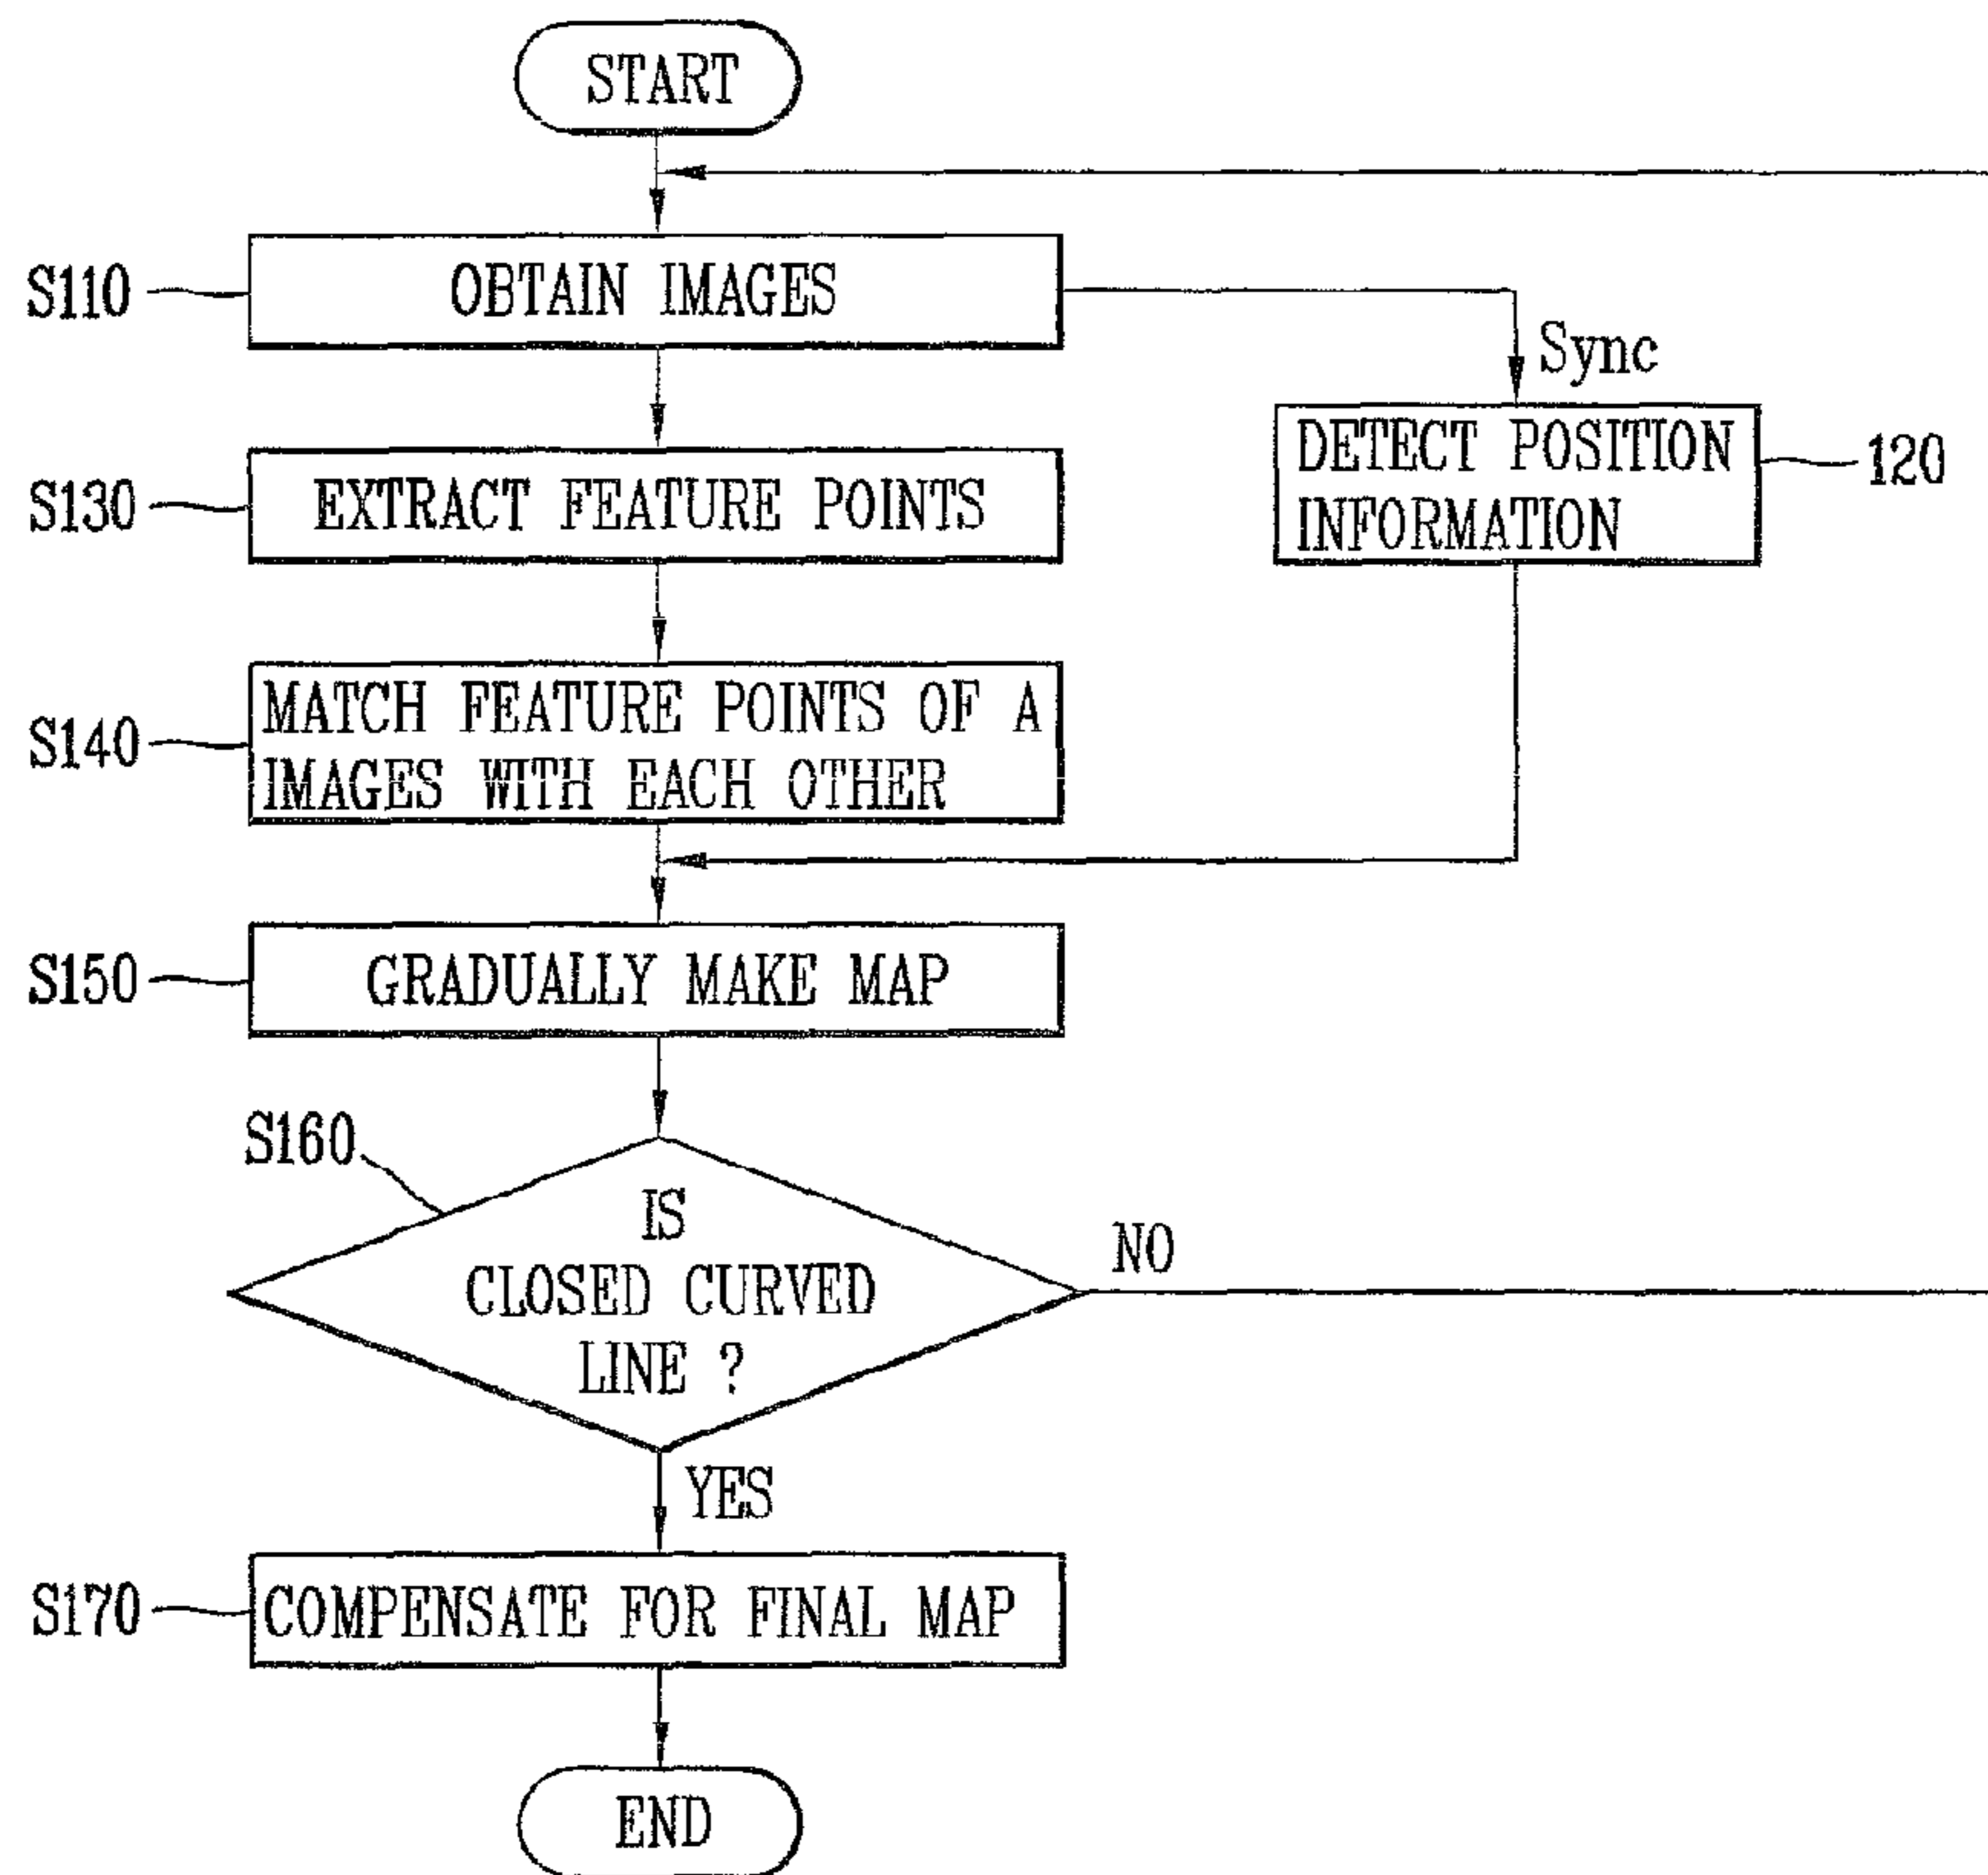 START
S110
OBTAIN IMAGES
Sync
DETECT POSITION
INFORMATION
120
S130
EXTRACT FEATURE POINTS
S140
MATCH FEATURE POINTS OF A
IMAGES WITH EACH OTHER
S150
GRADUALLY MAKE MAP
S160
IS
CLOSED CURVED
LINE ?
NO
YES
S170
COMPENSATE FOR FINAL MAP
END